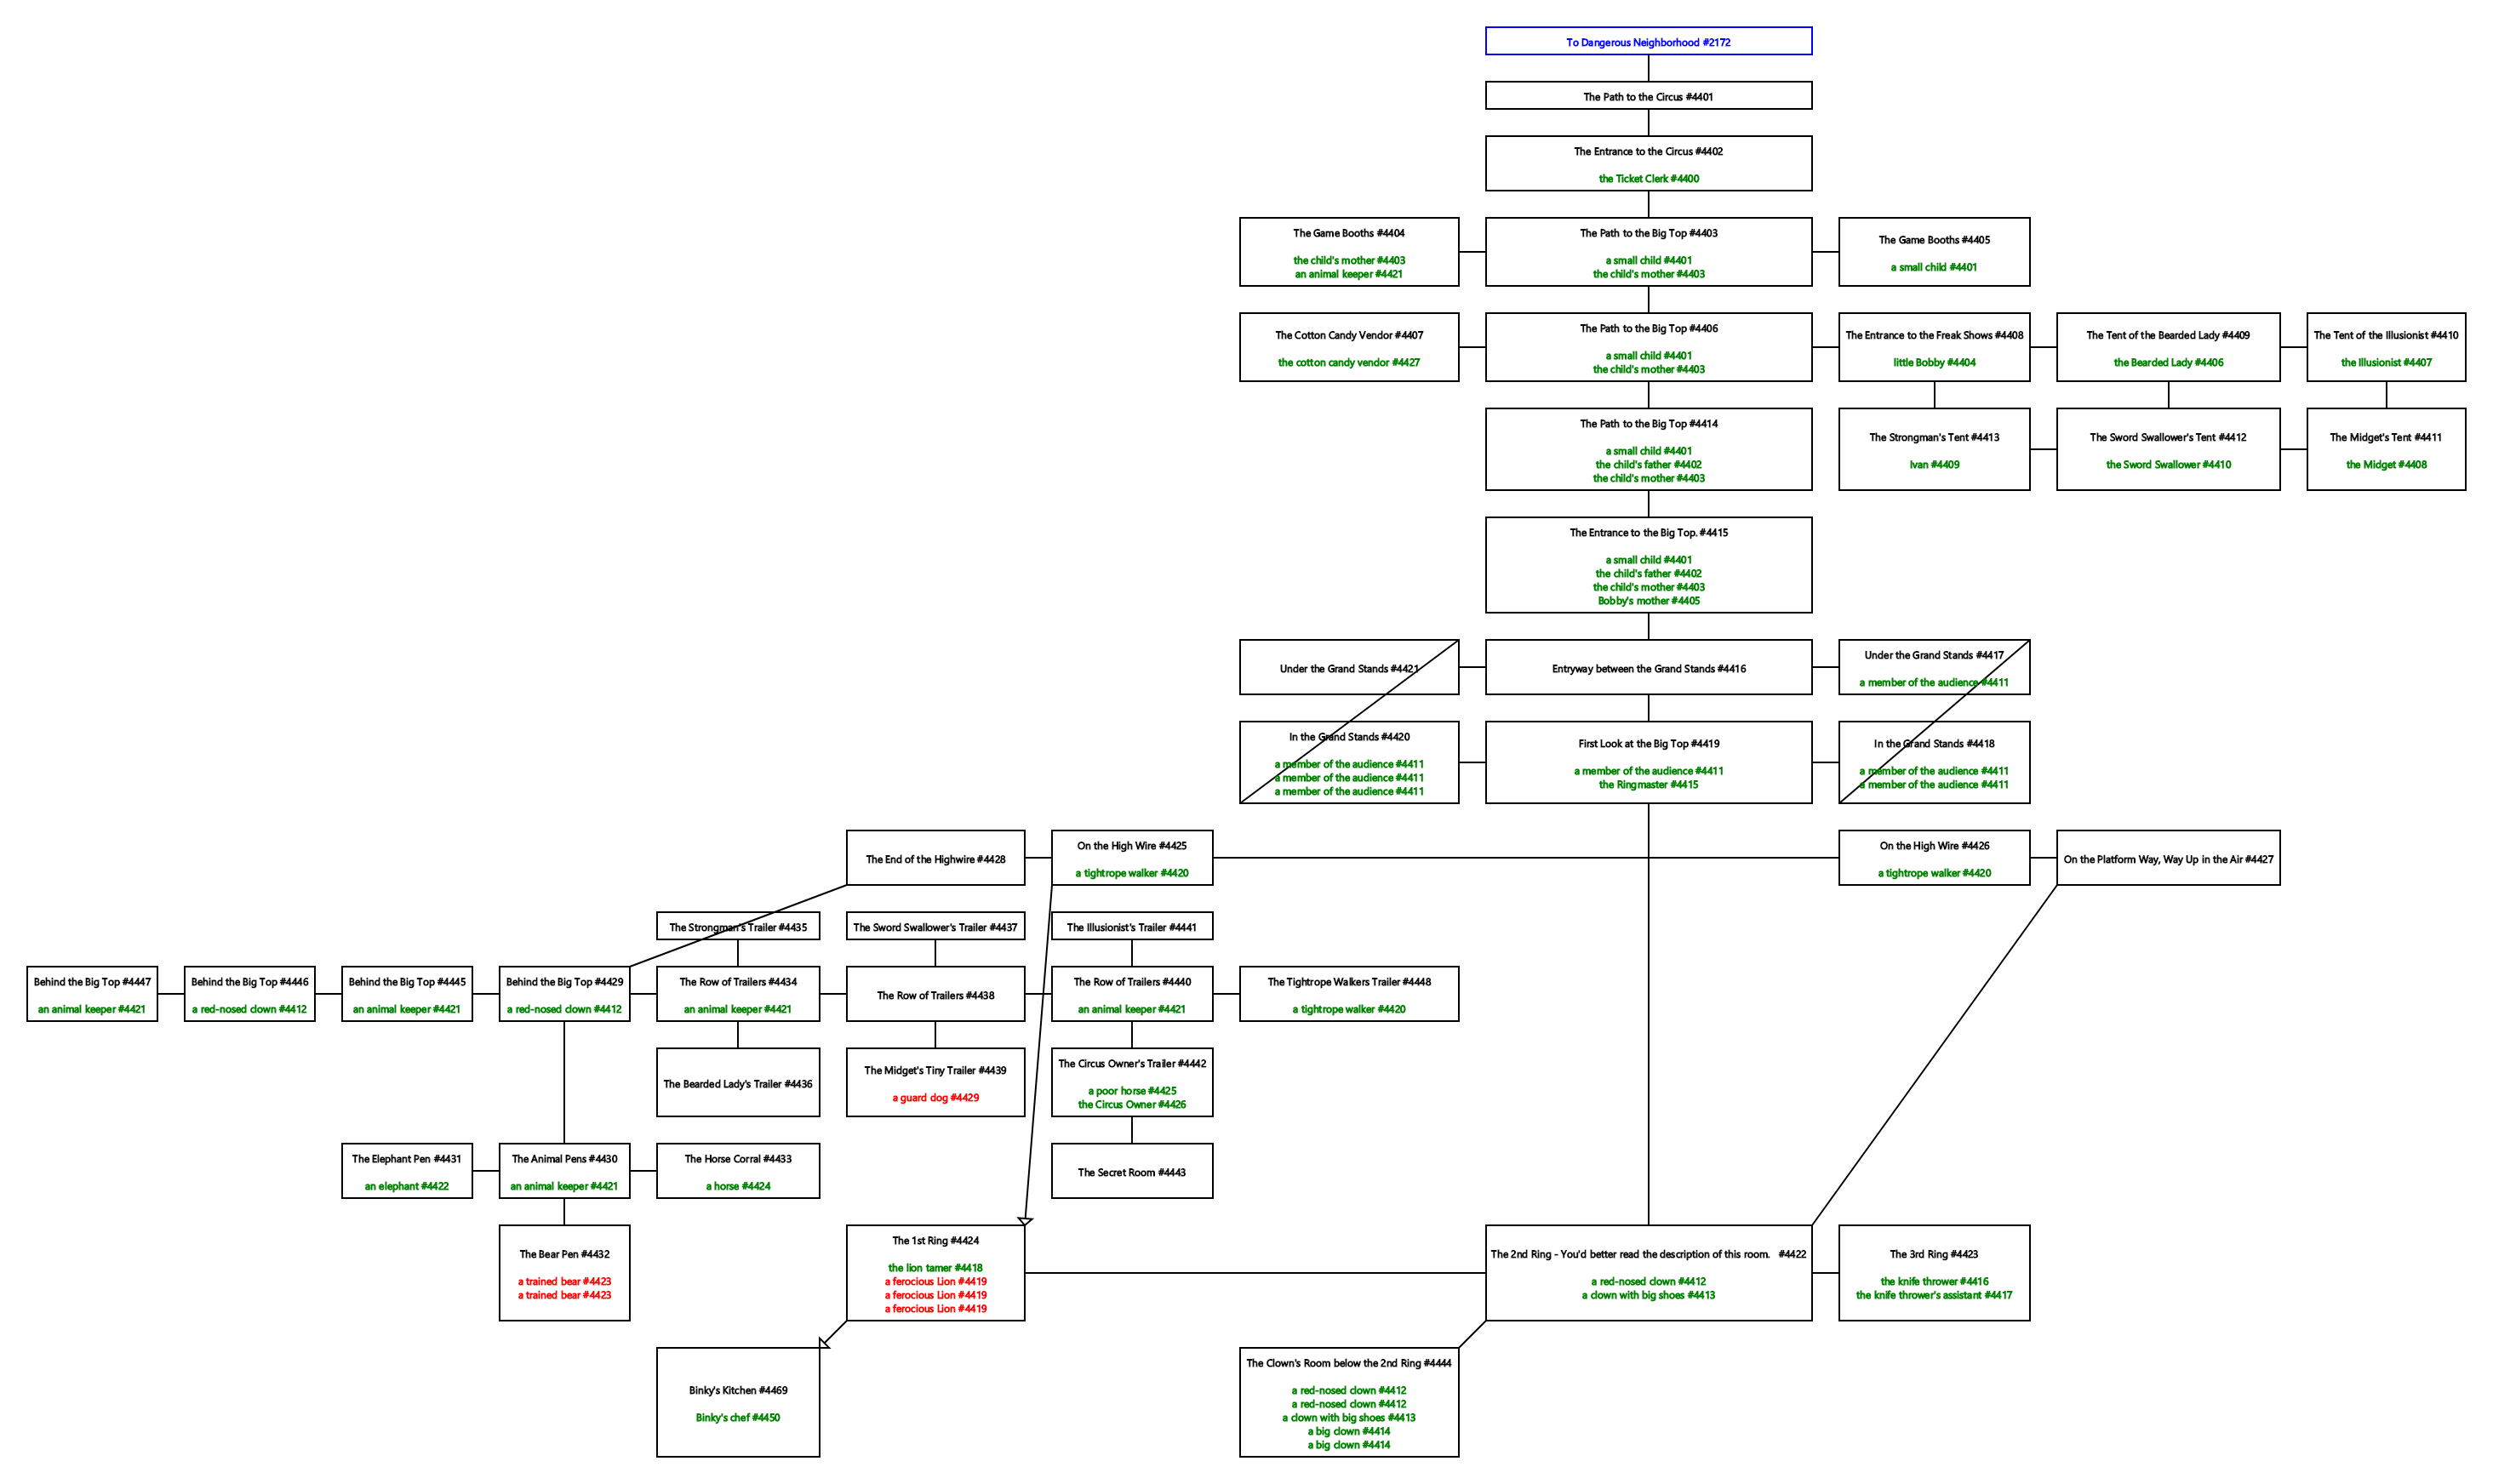 To Dangerous Neighborhood #2172
The Path to the Circus #4401
The Entrance to the Circus #4402
the Ticket Clerk #4400
The Game Booths #4404
the child's mother #4403
an animal keeper #4421
The Path to the Big Top #4403
a small child #4401
the child's mother #4403
The Game Booths #4405
a small child #4401
The Cotton Candy Vendor #4407
the cotton candy vendor #4427
The Path to the Big Top #4406
a small child #4401
the child's mother #4403
The Entrance to the Freak Shows #4408
little Bobby #4404
The Tent of the Bearded Lady #4409
the Bearded Lady #4406
The Tent of the Illusionist #4410
the Illusionist #4407
The Path to the Big Top #4414
a small child #4401
the child's father #4402
the child's mother #4403
The Strongman's Tent #4413
Ivan #4409
The Sword Swallower's Tent #4412
the Sword Swallower #4410
The Midget's Tent #4411
the Midget #4408
The Entrance to the Big Top. #4415
a small child #4401
the child's father #4402
the child's mother #4403
Bobby's mother #4405
Under the Grand Stands #4421
Entryway between the Grand Stands #4416
Under the Grand Stands #4417
a member of the audience #4411
In the Grand Stands #4420
a member of the audience #4411
a member of the audience #4411
a member of the audience #4411
First Look at the Big Top #4419
a member of the audience #4411
the Ringmaster #4415
In the Grand Stands #4418
a member of the audience #4411
a member of the audience #4411
The End of the Highwire #4428
On the High Wire #4425
a tightrope walker #4420
On the High Wire #4426
a tightrope walker #4420
On the Platform Way, Way Up in the Air #4427
The Strongman's Trailer #4435
The Sword Swallower's Trailer #4437
The Illusionist's Trailer #4441
Behind the Big Top #4447
an animal keeper #4421
Behind the Big Top #4446
a red-nosed clown #4412
Behind the Big Top #4445
an animal keeper #4421
Behind the Big Top #4429
a red-nosed clown #4412
The Row of Trailers #4434
an animal keeper #4421
The Row of Trailers #4438
The Row of Trailers #4440
an animal keeper #4421
The Tightrope Walkers Trailer #4448
a tightrope walker #4420
The Bearded Lady's Trailer #4436
The Midget's Tiny Trailer #4439
a guard dog #4429
The Circus Owner's Trailer #4442
a poor horse #4425
the Circus Owner #4426
The Elephant Pen #4431
an elephant #4422
The Animal Pens #4430
an animal keeper #4421
The Horse Corral #4433
a horse #4424
The Secret Room #4443
The Bear Pen #4432
a trained bear #4423
a trained bear #4423
The 1st Ring #4424
the lion tamer #4418
a ferocious Lion #4419
a ferocious Lion #4419
a ferocious Lion #4419
The 2nd Ring - You'd better read the description of this room. #4422
a red-nosed clown #4412
a clown with big shoes #4413
The 3rd Ring #4423
the knife thrower #4416
the knife thrower's assistant #4417
Binky's Kitchen #4469
Binky's chef #4450
The Clown's Room below the 2nd Ring #4444
a red-nosed clown #4412
a red-nosed clown #4412
a clown with big shoes #4413
a big clown #4414
a big clown #4414